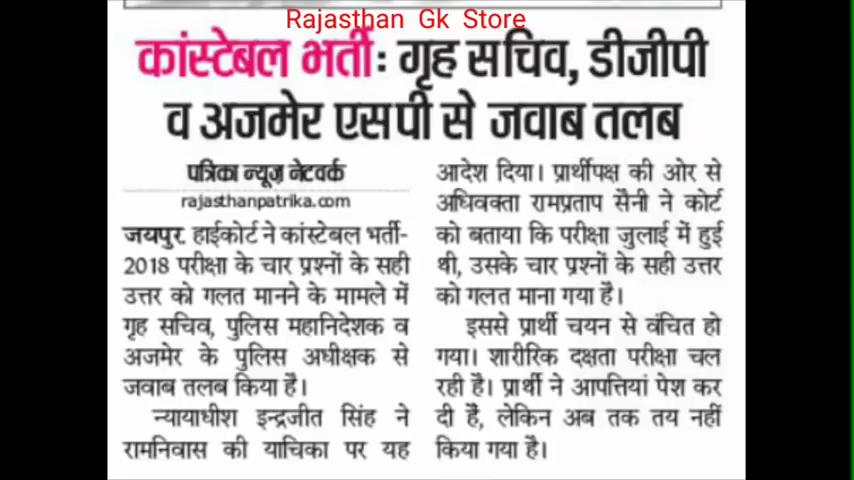 Rajasthan Gk Store
कांस्टेबल भर्ती: गृह सचिव, डीजीपी
व अजमेर एसपी से जवाब तलब
पत्रिका न्यूज़ नेटवर्क
rajasthanpatrika.com
जयपुर. हाईकोर्ट ने कांस्टेबल भर्ती-
2018 परीक्षा के चार प्रश्नों के सही
उत्तर को गलत मानने के मामले में
गृह सचिव, पुलिस महानिदेशक व
अजमेर के पुलिस अधीक्षक से
जवाब तलब किया है।
न्यायाधीश इन्द्रजीत सिंह ने
रामनिवास की याचिका पर यह
आदेश दिया। प्रार्थीपक्ष की ओर से
अधिवक्ता रामप्रताप सैनी ने कोर्ट
को बताया कि परीक्षा जुलाई में हुई
थी, उसके चार प्रश्नों के सही उत्तर
को गलत माना गया है।
इससे प्रार्थी चयन से वंचित हो
गया। शारीरिक दक्षता परीक्षा चल
रही है। प्रार्थी ने आपत्तियां पेश कर
दी है, लेकिन अब तक तय नहीं
किया गया है।